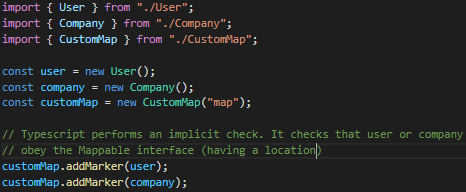 import { User } from "./User";
import { Company } from "./Company";
import { CustomMap } from "./CustomMap";
const user = new User();
const company = new Company();
const customMap = new CustomMap("map");
// Typescript performs an implicit check. It checks that user or company
// obey the Mappable interface (having a location)
customMap.addMarker(user);
customMap.addMarker(company);